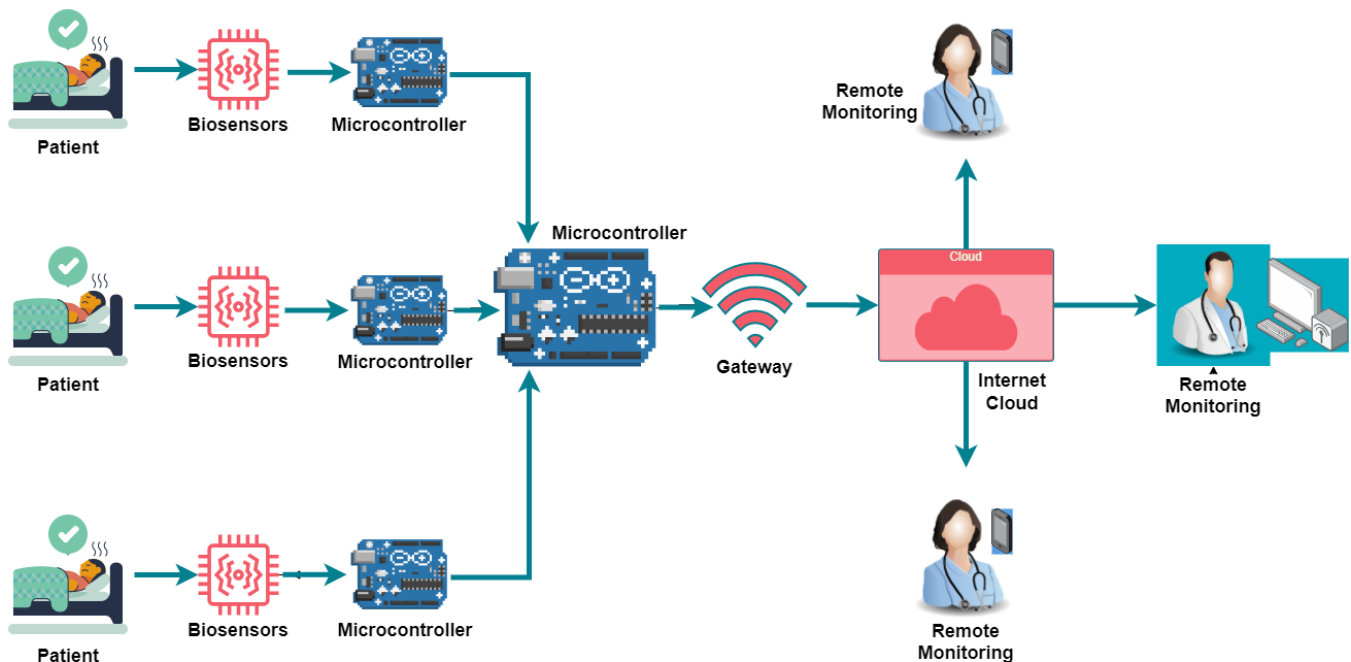 Patient
Biosensors
Microcontroller
Patient
Biosensors
Microcontroller
Patient
Biosensors
Microcontroller
Microcontroller
Gateway
Cloud
Internet
Cloud
Remote
Monitoring
Remote
Monitoring
Remote
Monitoring